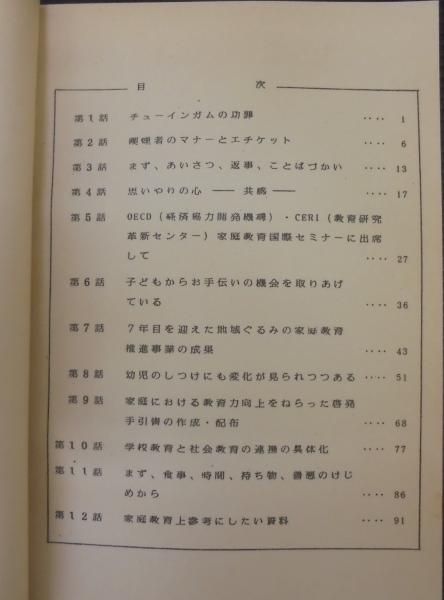 目 次
第1話 チューインガムの功罪 ‥‥ 1
第2話 喫煙者のマナーとエチケット ‥‥ 6
第3話 まず、あいさつ、返事、ことばづかい ‥‥ 13
第4話 思いやりの心 ── 共感 ── ‥‥ 17
第5話 OECD(経済協力開発機構)・CERI(教育研究
革新センター)家庭教育国際セミナーに出席
して ‥‥ 27
第6話 子どもからお手伝いの機会を取りあげ
ている ‥‥ 36
第7話 7年目を迎えた地域ぐるみの家庭教育
推進事業の成果 ‥‥ 43
第8話 幼児のしつけにも変化が見られつつある ‥‥ 51
第9話 家庭における教育力向上をねらった啓発
手引書の作成・配布 ‥‥ 68
第10話 学校教育と社会教育の連携の具体化 ‥‥ 77
第11話 まず、食事、時間、持ち物、善悪のけじ
めから ‥‥ 86
第12話 家庭教育上参考にしたい資料 ‥‥ 91